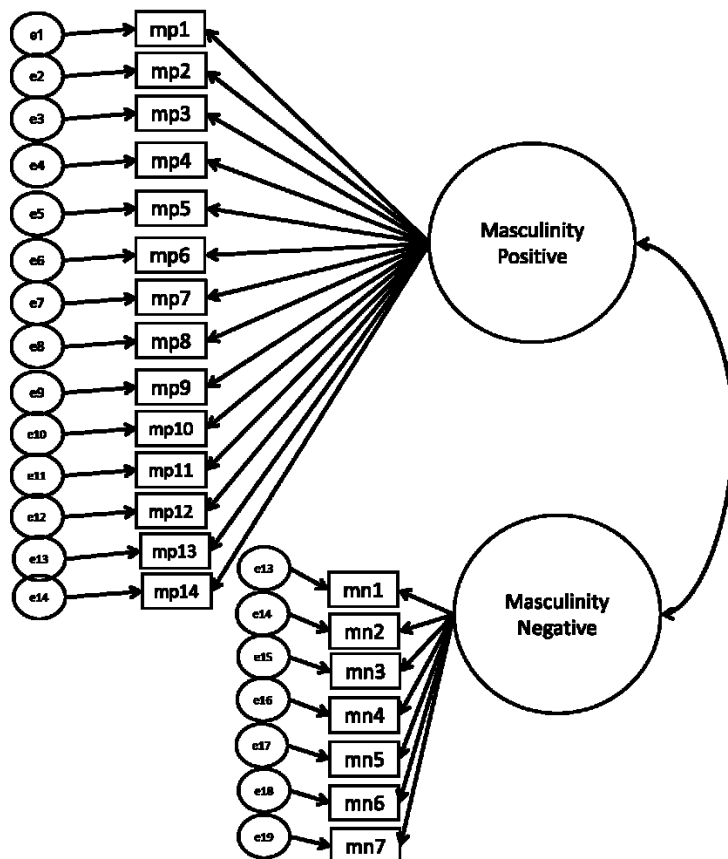 e1
mp1
e2
mp2
e3
mp3
e4
mp4
e5
mp5
e6
mp6
e7
mp7
e8
mp8
e9
mp9
e10
mp10
e11
mp11
e12
mp12
e13
mp13
e14
mp14
Masculinity
Positive
e13
mn1
e14
mn2
e15
mn3
e16
mn4
e17
mn5
e18
mn6
e19
mn7
Masculinity
Negative